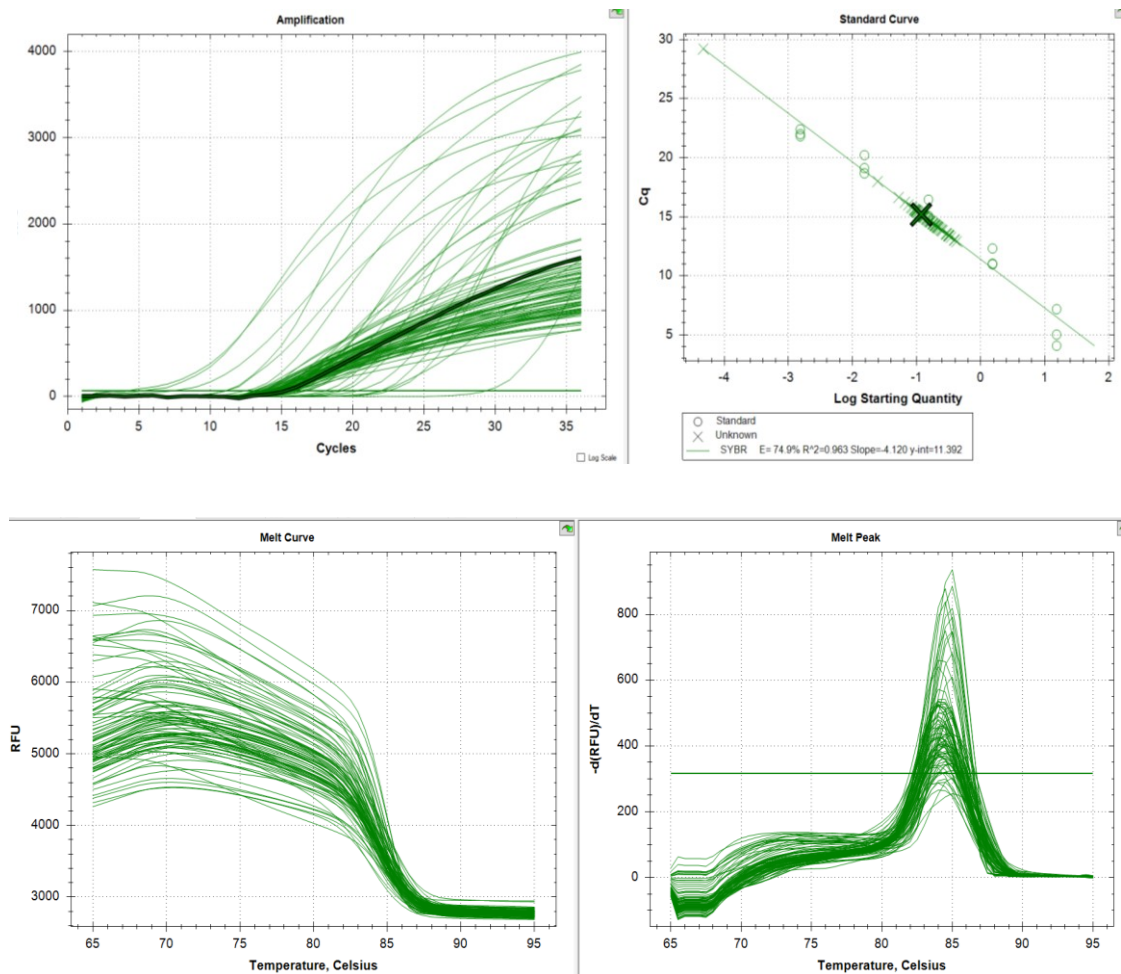 Amplification
4000
3000
2000
1000
0
0 5 10 15 20 25 30 35
Cycles
Log Scale
Standard Curve
30
25
20
15
10
5
Cq
-4 -3 -2 -1 0 1 2
Log Starting Quantity
Standard
Unknown
SYBR E= 74.9% R^2=0.963 Slope=-4.120 y-int=11.392
Melt Curve
7000
6000
5000
4000
3000
RFU
65 70 75 80 85 90 95
Temperature, Celsius
Melt Peak
800
600
400
200
0
-d(RFU)/dT
65 70 75 80 85 90 95
Temperature, Celsius